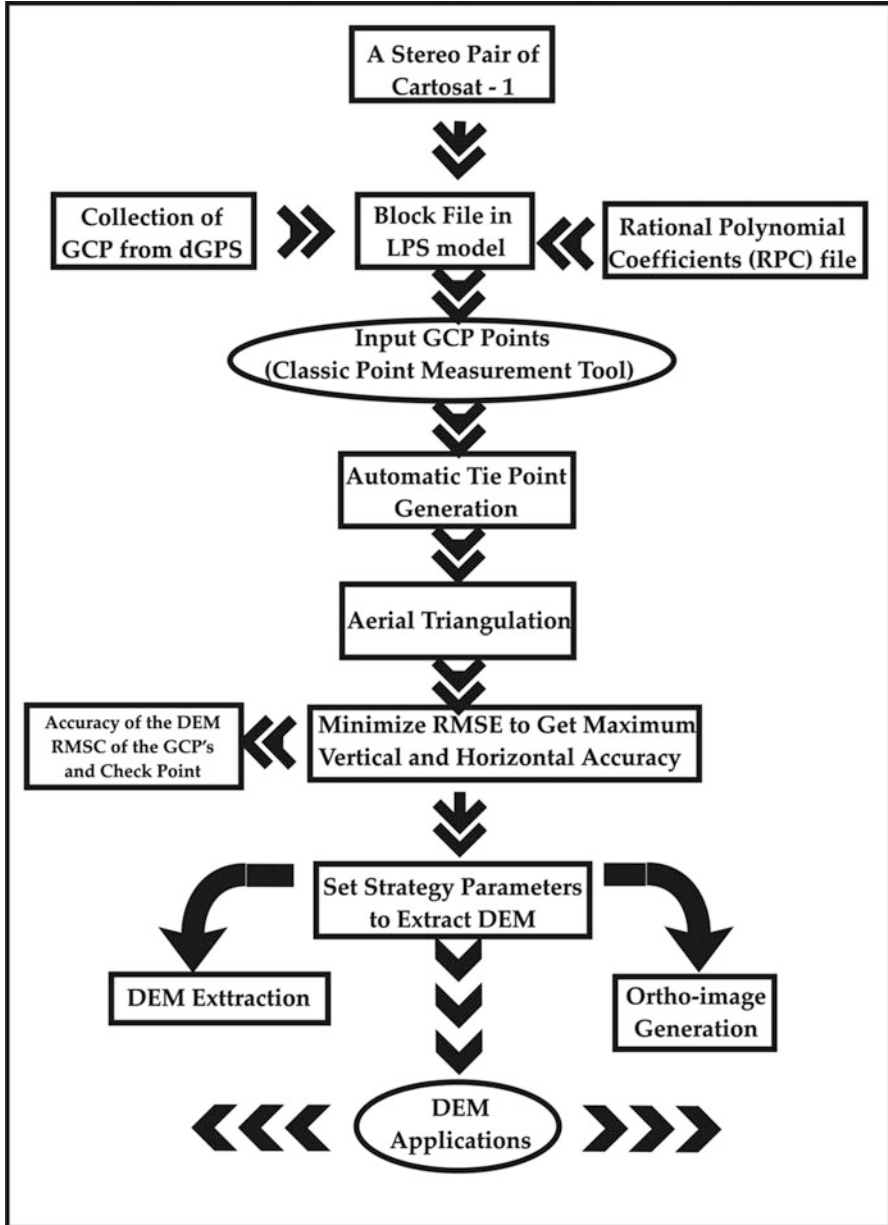 A Stereo Pair of
Cartosat - 1
Collection of
GCP from dGPS
Block File in
LPS model
Rational Polynomial
Coefficients (RPC) file
Input GCP Points
(Classic Point Measurement Tool)
Automatic Tie Point
Generation
Aerial Triangulation
Accuracy of the DEM
RMSC of the GCP's
and Check Point
Minimize RMSE to Get Maximum
Vertical and Horizontal Accuracy
Set Strategy Parameters
to Extract DEM
DEM Exttraction
Ortho-image
Generation
DEM
Applications